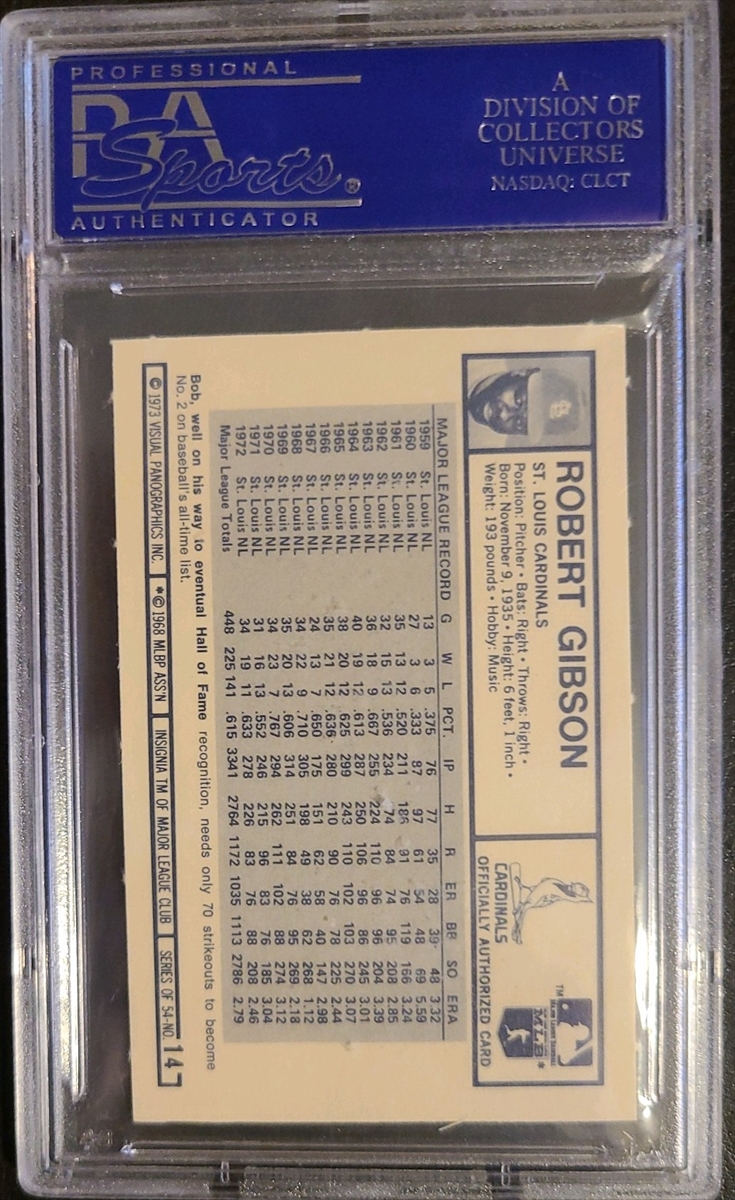 PROFESSIONAL
PSA
Sports®
AUTHENTICATOR
A
DIVISION OF
COLLECTORS
UNIVERSE
NASDAQ: CLCT
ROBERT GIBSON
ST. LOUIS CARDINALS
Position: Pitcher • Bats: Right • Throws: Right •
Born: November 9, 1935 • Height: 6 feet, 1 inch •
Weight: 193 pounds • Hobby: Music
CARDINALS
OFFICIALLY AUTHORIZED CARD
TM
MLB*
MAJOR LEAGUE RECORD G W L PCT. IP H R ER BB SO ERA
1959 St. Louis NL 13 3 5 .375 76 77 35 28 39 48 3.32
1960 St. Louis NL 27 3 6 .333 87 97 61 54 48 69 5.59
1961 St. Louis NL 35 13 12 .520 211 186 91 76 119 166 3.24
1962 St. Louis NL 32 15 13 .536 234 74 84 74 95 208 2.85
1963 St. Louis NL 36 18 9 .667 255 224 110 96 96 204 3.39
1964 St. Louis NL 40 19 12 .613 287 250 106 96 86 245 3.01
1965 St. Louis NL 38 20 12 .625 299 243 110 102 103 270 3.07
1966 St. Louis NL 35 21 12 .636 280 210 90 76 78 225 2.44
1967 St. Louis NL 24 13 7 .650 175 151 62 58 40 147 2.98
1968 St. Louis NL 34 22 9 .710 305 198 49 38 62 268 1.12
1969 St. Louis NL 35 20 13 .606 314 251 84 76 95 269 2.18
1970 St. Louis NL 34 23 7 .767 294 262 111 102 88 274 3.12
1971 St. Louis NL 31 16 13 .552 246 215 96 83 76 185 3.04
1972 St. Louis NL 34 19 11 .633 278 226 83 76 88 208 2.46
Major League Totals 448 225 141 .615 3341 2764 1172 1035 1113 2786 2.79
Bob, well on his way to eventual Hall of Fame recognition, needs only 70 strikeouts to become
No. 2 on baseball's all-time list.
© 1973 VISUAL PANOGRAPHICS INC. *© 1968 MLBP ASS'N INSIGNIA TM OF MAJOR LEAGUE CLUB SERIES OF 54-NO. 14